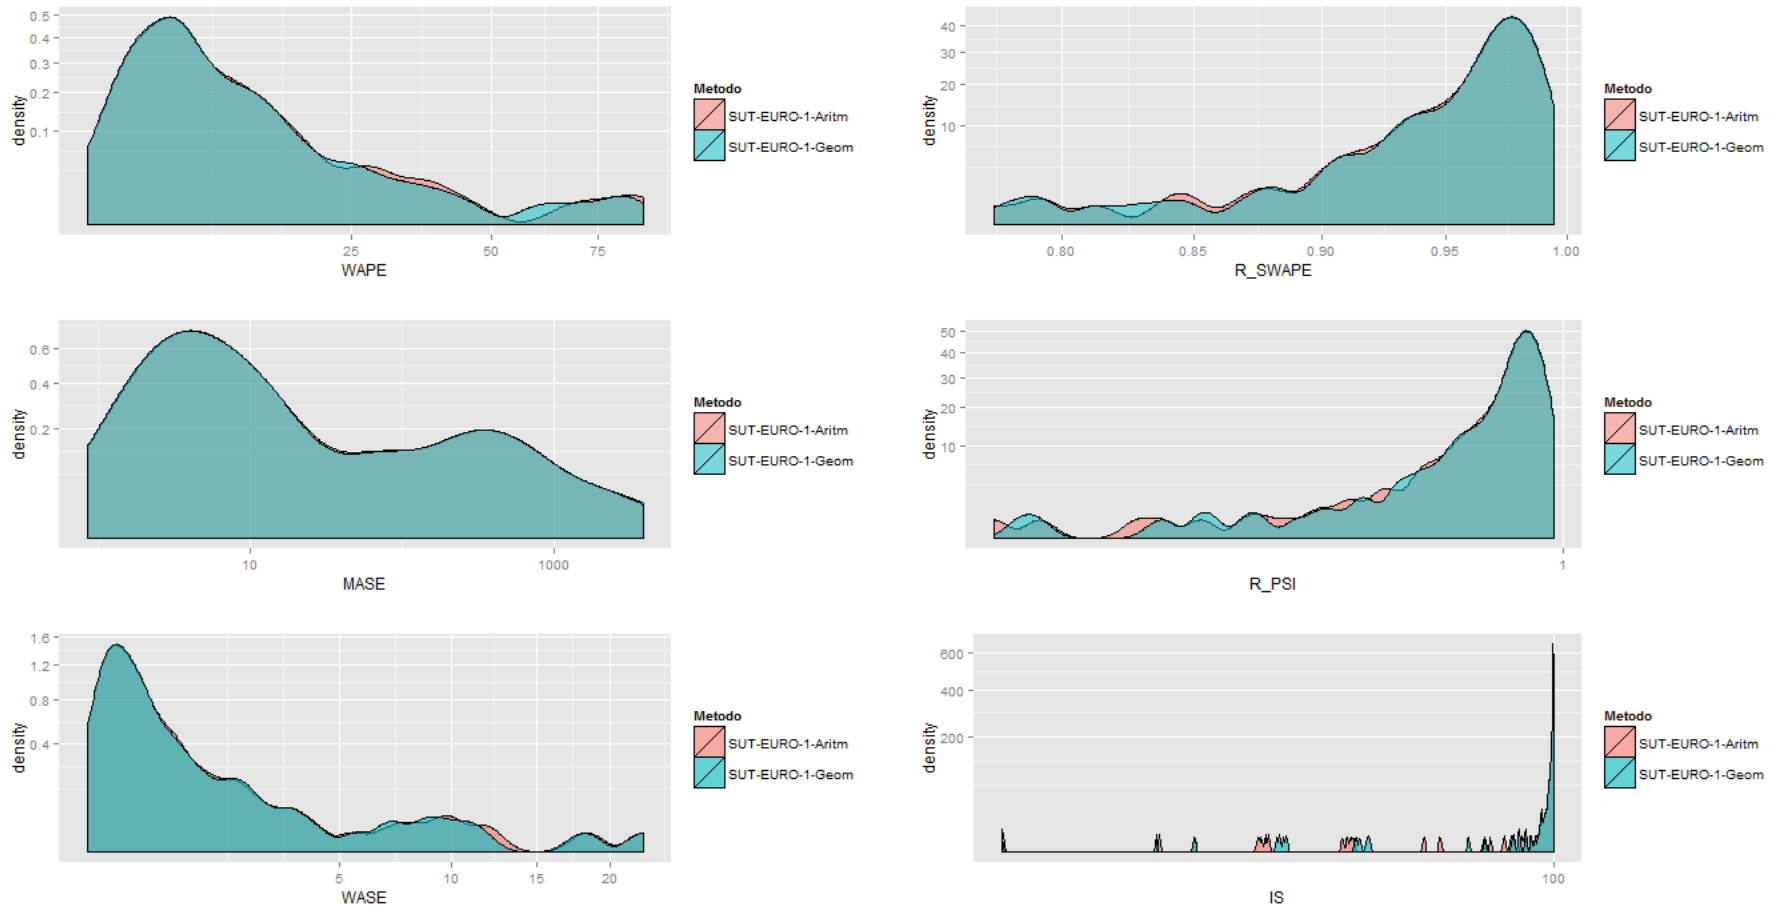 0.5
0.4
0.3
0.2
0.1
density
25 50 75
WAPE
Metodo
SUT-EURO-1-Aritm
SUT-EURO-1-Geom
40
30
20
10
density
0.80 0.85 0.90 0.95 1.00
R_SWAPE
Metodo
SUT-EURO-1-Aritm
SUT-EURO-1-Geom
0.6
0.4
0.2
density
10 1000
MASE
Metodo
SUT-EURO-1-Aritm
SUT-EURO-1-Geom
50
40
30
20
10
density
1
R_PSI
Metodo
SUT-EURO-1-Aritm
SUT-EURO-1-Geom
1.6
1.2
0.8
0.4
density
5 10 15 20
WASE
Metodo
SUT-EURO-1-Aritm
SUT-EURO-1-Geom
600
400
200
density
100
IS
Metodo
SUT-EURO-1-Aritm
SUT-EURO-1-Geom